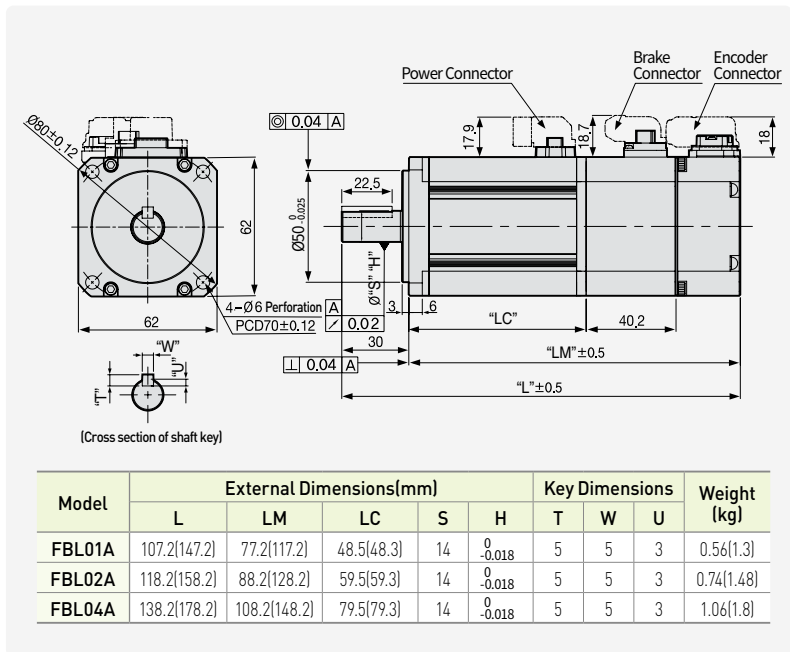 Power Connector
Brake
Connector
Encoder
Connector
Ø80±0.12
◎ 0.04 A
17.9
18.7
18
22.5
Ø50 0 -0.025
62
Ø"S" "H"
4-Ø6 Perforation A
PCD70±0.12
↗ 0.02
3
6
62
"LC"
40.2
30
"LM"±0.5
⊥ 0.04 A
"L"±0.5
"W"
"U"
"T"
(Cross section of shaft key)
Model External Dimensions(mm) Key Dimensions Weight (kg)
L LM LC S H T W U
FBL01A 107.2(147.2) 77.2(117.2) 48.5(48.3) 14 0 -0.018 5 5 3 0.56(1.3)
FBL02A 118.2(158.2) 88.2(128.2) 59.5(59.3) 14 0 -0.018 5 5 3 0.74(1.48)
FBL04A 138.2(178.2) 108.2(148.2) 79.5(79.3) 14 0 -0.018 5 5 3 1.06(1.8)